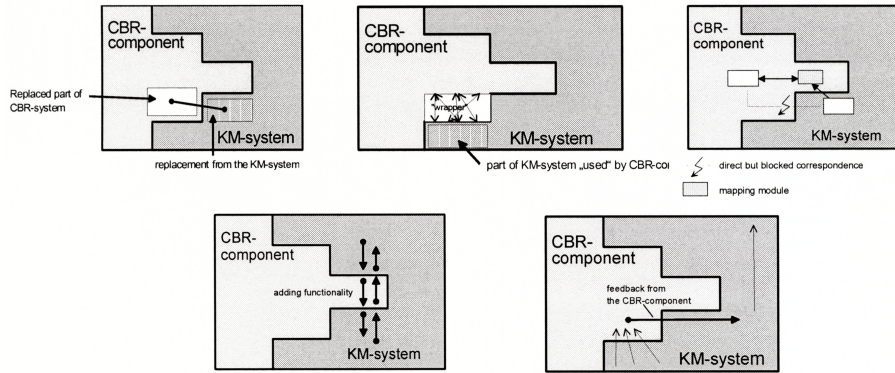 CBR-
component
Replaced part of
CBR-system
KM-system
replacement from the KM-system
CBR-
component
"wrapper"
KM-system
part of KM-system „used“ by CBR-cor
CBR-
component
KM-system
direct but blocked correspondence
mapping module
CBR-
component
adding functionality
KM-system
CBR-
component
feedback from
the CBR-component
KM-system